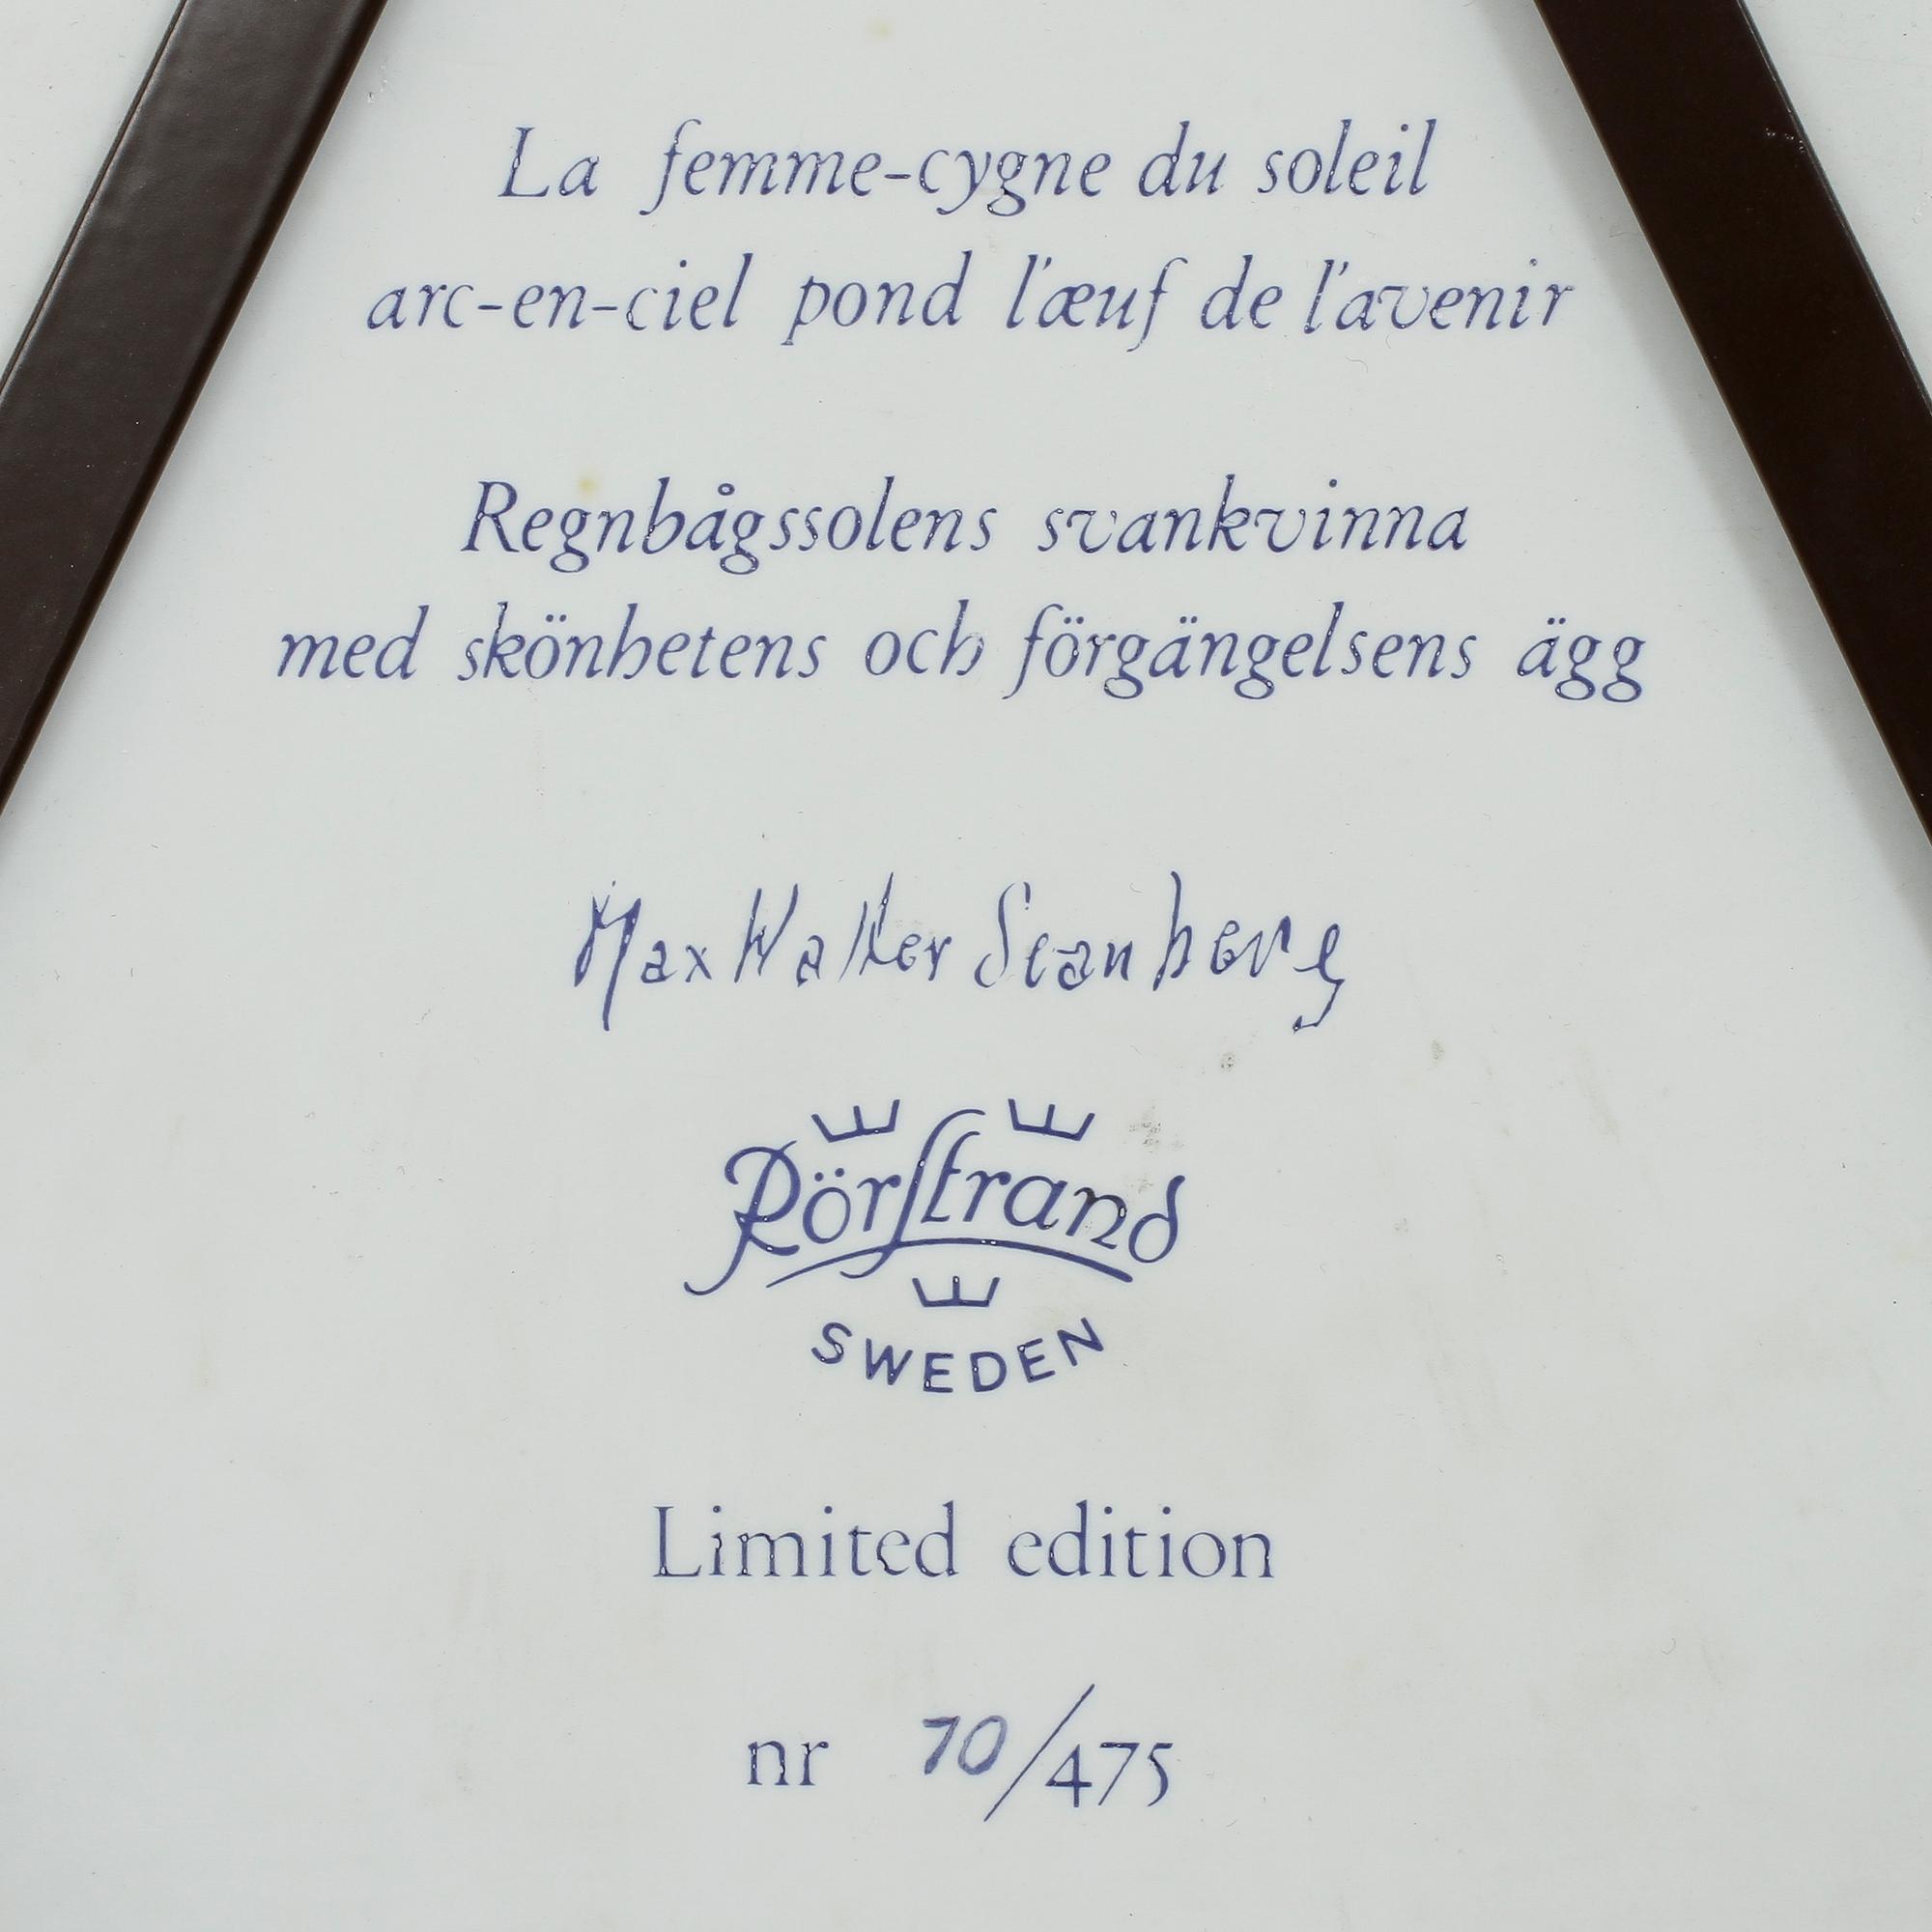 La femme-cygne du soleil
arc-en-ciel pond l'œuf de l'avenir
Regnbågssolens svankvinna
med skönhetens och förgängelsens ägg
Max Walter Svanberg
Rörstrand
SWEDEN
Limited edition
nr 70/475